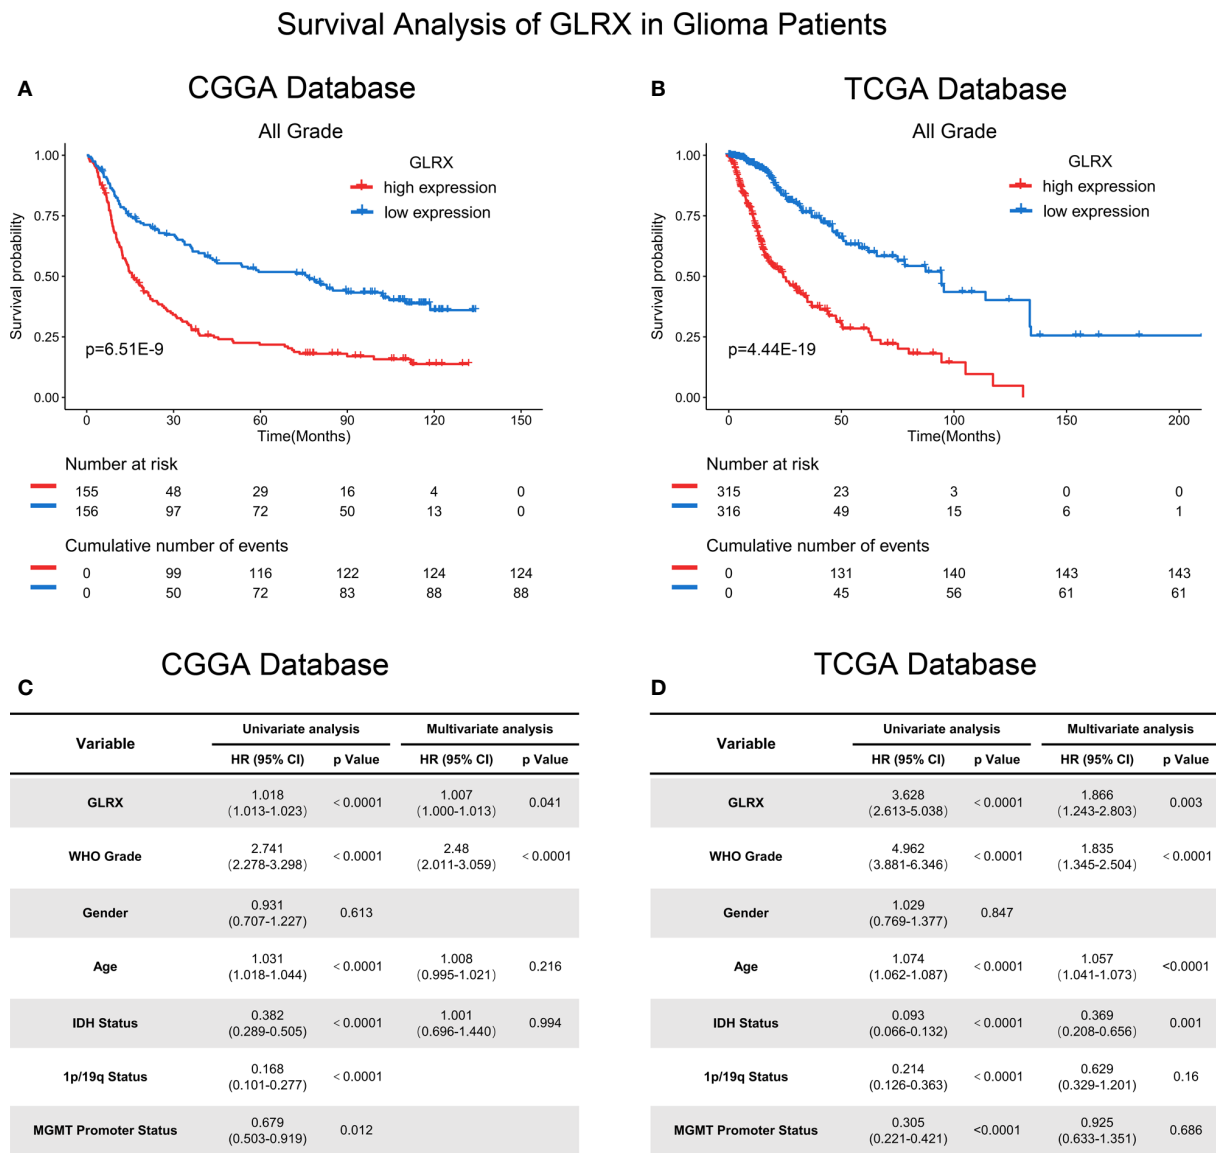 Survival Analysis of GLRX in Glioma Patients
A
CGGA Database
All Grade
GLRX
high expression
low expression
Survival probability
1.00
0.75
0.50
0.25
0.00
p=6.51E-9
0 30 60 90 120 150
Time(Months)
Number at risk
155 48 29 16 4 0
156 97 72 50 13 0
Cumulative number of events
0 99 116 122 124 124
0 50 72 83 88 88
B
TCGA Database
All Grade
GLRX
high expression
low expression
Survival probability
1.00
0.75
0.50
0.25
0.00
p=4.44E-19
0 50 100 150 200
Time(Months)
Number at risk
315 23 3 0 0
316 49 15 6 1
Cumulative number of events
0 131 140 143 143
0 45 56 61 61
CGGA Database
C
Variable Univariate analysis Multivariate analysis
HR (95% CI) p Value HR (95% CI) p Value
GLRX 1.018 (1.013-1.023) <0.0001 1.007 (1.000-1.013) 0.041
WHO Grade 2.741 (2.278-3.298) <0.0001 2.48 (2.011-3.059) <0.0001
Gender 0.931 (0.707-1.227) 0.613
Age 1.031 (1.018-1.044) <0.0001 1.008 (0.995-1.021) 0.216
IDH Status 0.382 (0.289-0.505) <0.0001 1.001 (0.696-1.440) 0.994
1p/19q Status 0.168 (0.101-0.277) <0.0001
MGMT Promoter Status 0.679 (0.503-0.919) 0.012
TCGA Database
D
Variable Univariate analysis Multivariate analysis
HR (95% CI) p Value HR (95% CI) p Value
GLRX 3.628 (2.613-5.038) <0.0001 1.866 (1.243-2.803) 0.003
WHO Grade 4.962 (3.881-6.346) <0.0001 1.835 (1.345-2.504) <0.0001
Gender 1.029 (0.769-1.377) 0.847
Age 1.074 (1.062-1.087) <0.0001 1.057 (1.041-1.073) <0.0001
IDH Status 0.093 (0.066-0.132) <0.0001 0.369 (0.208-0.656) 0.001
1p/19q Status 0.214 (0.126-0.363) <0.0001 0.629 (0.329-1.201) 0.16
MGMT Promoter Status 0.305 (0.221-0.421) <0.0001 0.925 (0.633-1.351) 0.686